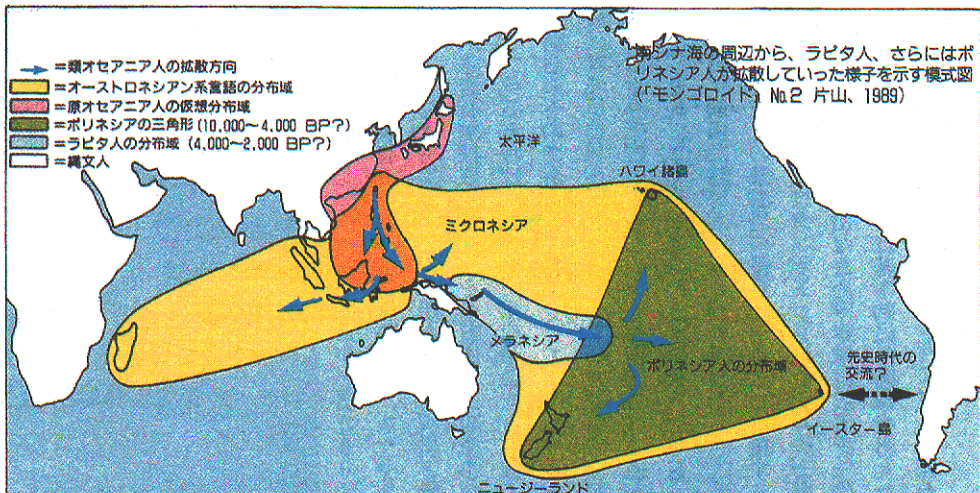 =類オセアニア人の拡散方向
=オーストロネシアン系言語の分布域
=原オセアニア人の仮想分布域
=ポリネシアの三角形 (10,000～4,000 BP?)
=ラピタ人の分布域 (4,000～2,000 BP?)
=縄文人
南シナ海の周辺から、ラピタ人、さらにはポ
リネシア人が拡散していった様子を示す模式図
(「モンゴロイド」 No.2 片山、1989)
太平洋
ハワイ諸島
ミクロネシア
メラネシア
ポリネシア人の分布域
先史時代の
交流?
イースター島
ニュージーランド